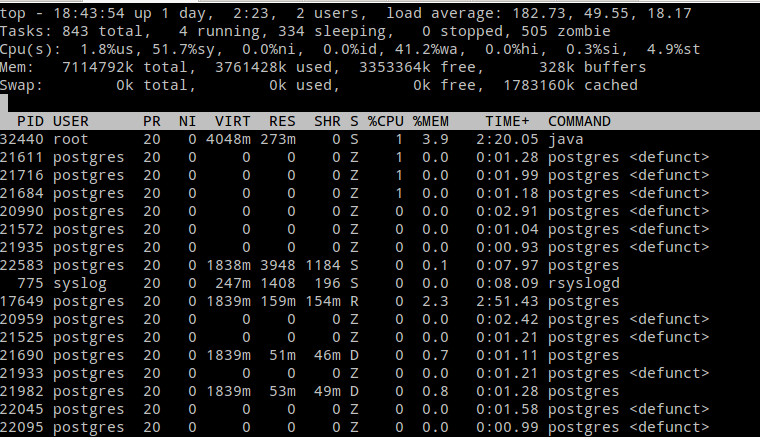 top - 18:43:54 up 1 day,  2:23,  2 users,  load average: 182.73, 49.55, 18.17
Tasks: 843 total,   4 running, 334 sleeping,   0 stopped, 505 zombie
Cpu(s):  1.8%us, 51.7%sy,  0.0%ni,  0.0%id, 41.2%wa,  0.0%hi,  0.3%si,  4.9%st
Mem:   7114792k total,  3761428k used,  3353364k free,      328k buffers
Swap:        0k total,        0k used,        0k free,  1783160k cached
  PID USER      PR  NI  VIRT  RES  SHR S %CPU %MEM    TIME+  COMMAND
32440 root      20   0 4048m 273m    0 S    1  3.9   2:20.05 java
21611 postgres  20   0     0    0    0 Z    1  0.0   0:01.28 postgres <defunct>
21716 postgres  20   0     0    0    0 Z    1  0.0   0:01.99 postgres <defunct>
21684 postgres  20   0     0    0    0 Z    1  0.0   0:01.18 postgres <defunct>
20990 postgres  20   0     0    0    0 Z    0  0.0   0:02.91 postgres <defunct>
21572 postgres  20   0     0    0    0 Z    0  0.0   0:01.04 postgres <defunct>
21935 postgres  20   0     0    0    0 Z    0  0.0   0:00.93 postgres <defunct>
22583 postgres  20   0 1838m 3948 1184 S    0  0.1   0:07.97 postgres
  775 syslog    20   0  247m 1408  196 S    0  0.0   0:08.09 rsyslogd
17649 postgres  20   0 1839m 159m 154m R    0  2.3   2:51.43 postgres
20959 postgres  20   0     0    0    0 Z    0  0.0   0:02.42 postgres <defunct>
21525 postgres  20   0     0    0    0 Z    0  0.0   0:01.21 postgres <defunct>
21690 postgres  20   0 1839m  51m  46m D    0  0.7   0:01.11 postgres
21933 postgres  20   0     0    0    0 Z    0  0.0   0:01.21 postgres <defunct>
21982 postgres  20   0 1839m  53m  49m D    0  0.8   0:01.28 postgres
22045 postgres  20   0     0    0    0 Z    0  0.0   0:01.58 postgres <defunct>
22095 postgres  20   0     0    0    0 Z    0  0.0   0:00.99 postgres <defunct>